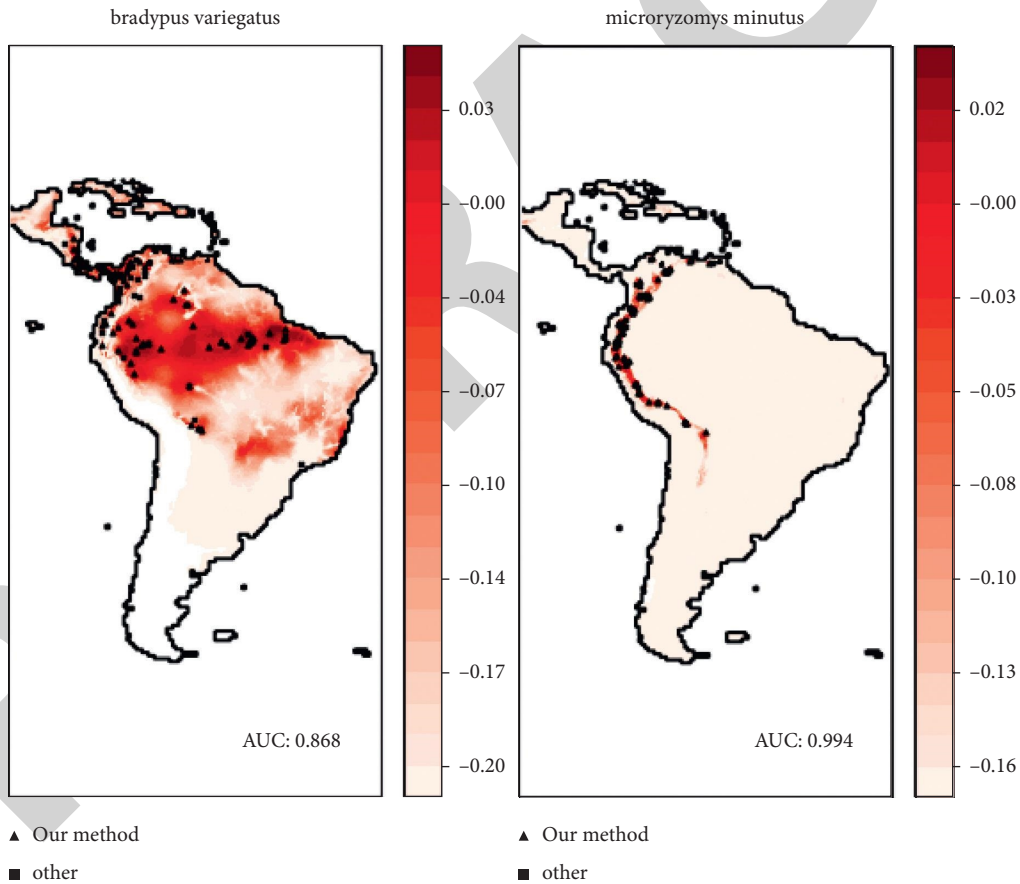 bradypus variegatus
0.03
−0.00
−0.04
−0.07
−0.10
−0.14
−0.17
−0.20
AUC: 0.868
▲ Our method
■ other
microryzomys minutus
0.02
−0.00
−0.03
−0.05
−0.08
−0.10
−0.13
−0.16
AUC: 0.994
▲ Our method
■ other